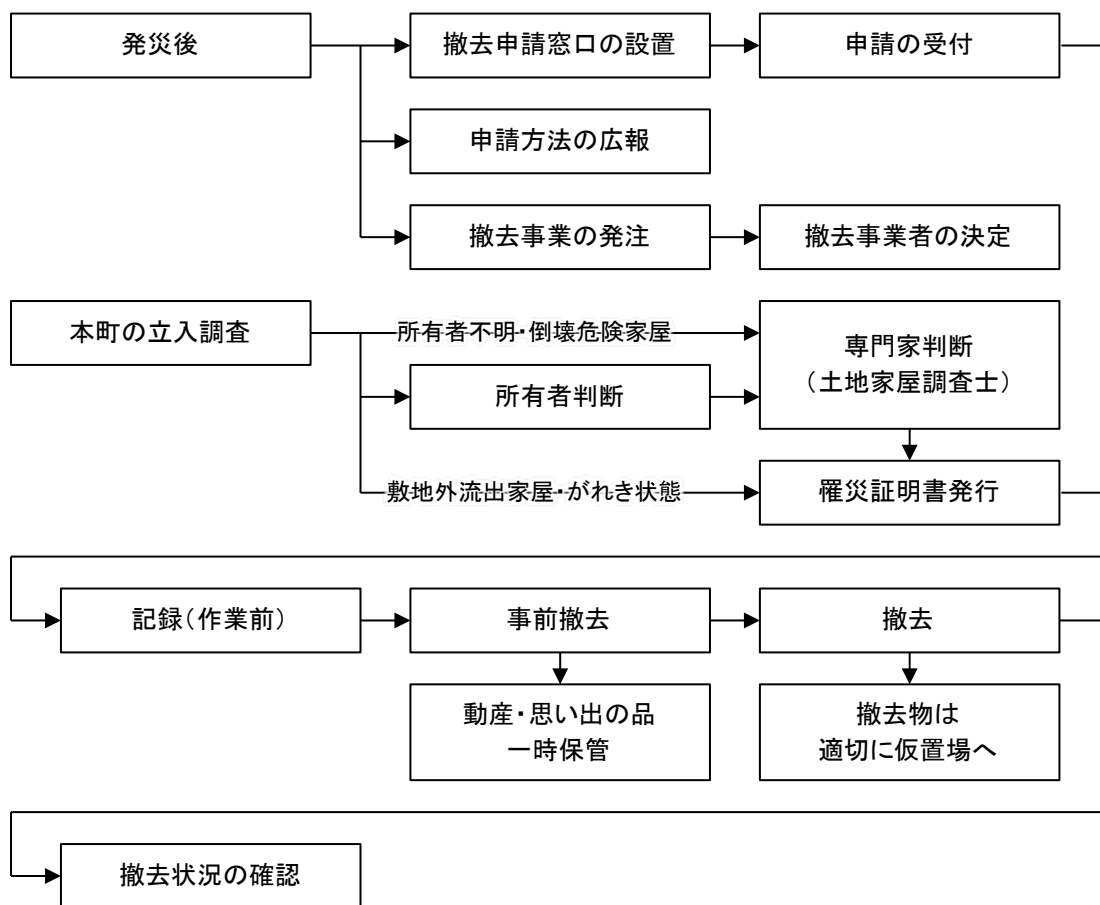 発災後
撤去申請窓口の設置
申請の受付
申請方法の広報
撤去事業の発注
撤去事業者の決定
本町の立入調査
所有者不明・倒壊危険家屋
専門家判断
（土地家屋調査士）
所有者判断
敷地外流出家屋・がれき状態
罹災証明書発行
記録（作業前）
事前撤去
撤去
動産・思い出の品
一時保管
撤去物は
適切に仮置場へ
撤去状況の確認